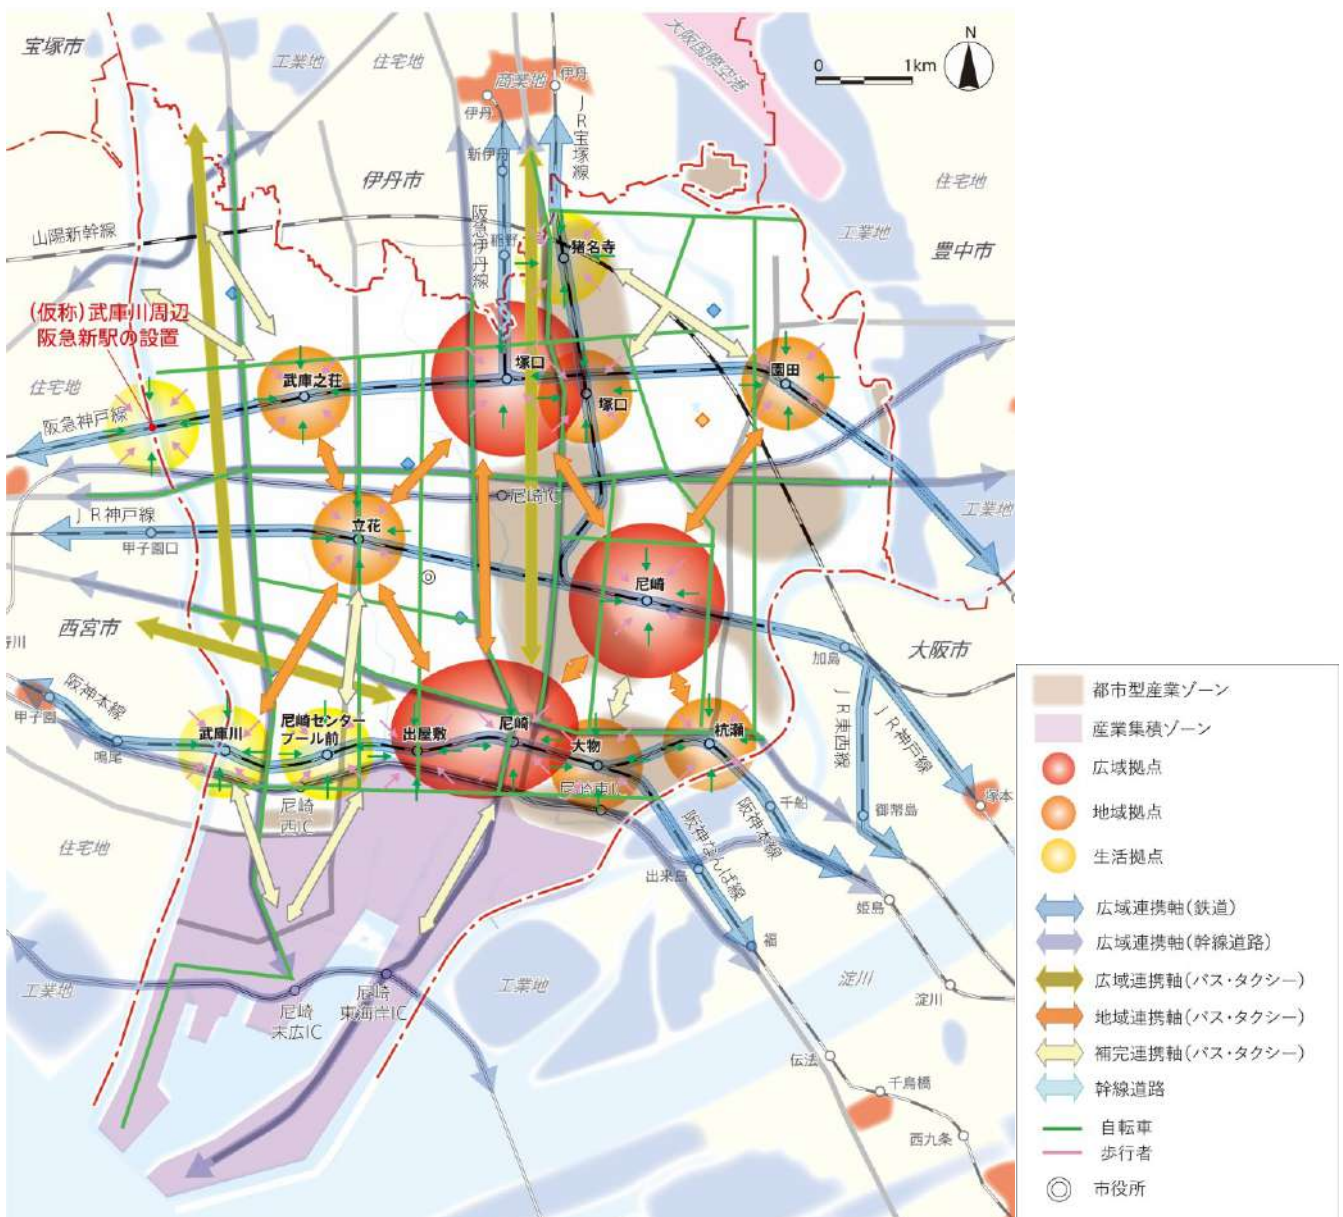 宝塚市
工業地
住宅地
商業地
伊丹
伊丹
大阪国際空港
0 1km
N
JR宝塚線
新伊丹
伊丹市
住宅地
工業地
豊中市
山陽新幹線
阪急伊丹線
稲野
猪名寺
(仮称)武庫川周辺
阪急新駅の設置
住宅地
武庫之荘
塚口
塚口
園田
阪急神戸線
尼崎IC
工業地
JR神戸線
甲子園口
立花
尼崎
西宮市
加島
大阪市
JR東西線
JR神戸線
阪神本線
甲子園
鳴尾
武庫川
尼崎センター
プール前
出屋敷
尼崎
大物
杭瀬
尼崎東IC
尼崎
西IC
千船
御幣島
塚本
住宅地
阪神なんば線
阪神本線
出来島
姫島
福
工業地
尼崎
末広IC
尼崎
東海岸IC
工業地
淀川
淀川
伝法
千鳥橋
西九条
都市型産業ゾーン
産業集積ゾーン
広域拠点
地域拠点
生活拠点
広域連携軸(鉄道)
広域連携軸(幹線道路)
広域連携軸(バス・タクシー)
地域連携軸(バス・タクシー)
補完連携軸(バス・タクシー)
幹線道路
自転車
歩行者
市役所